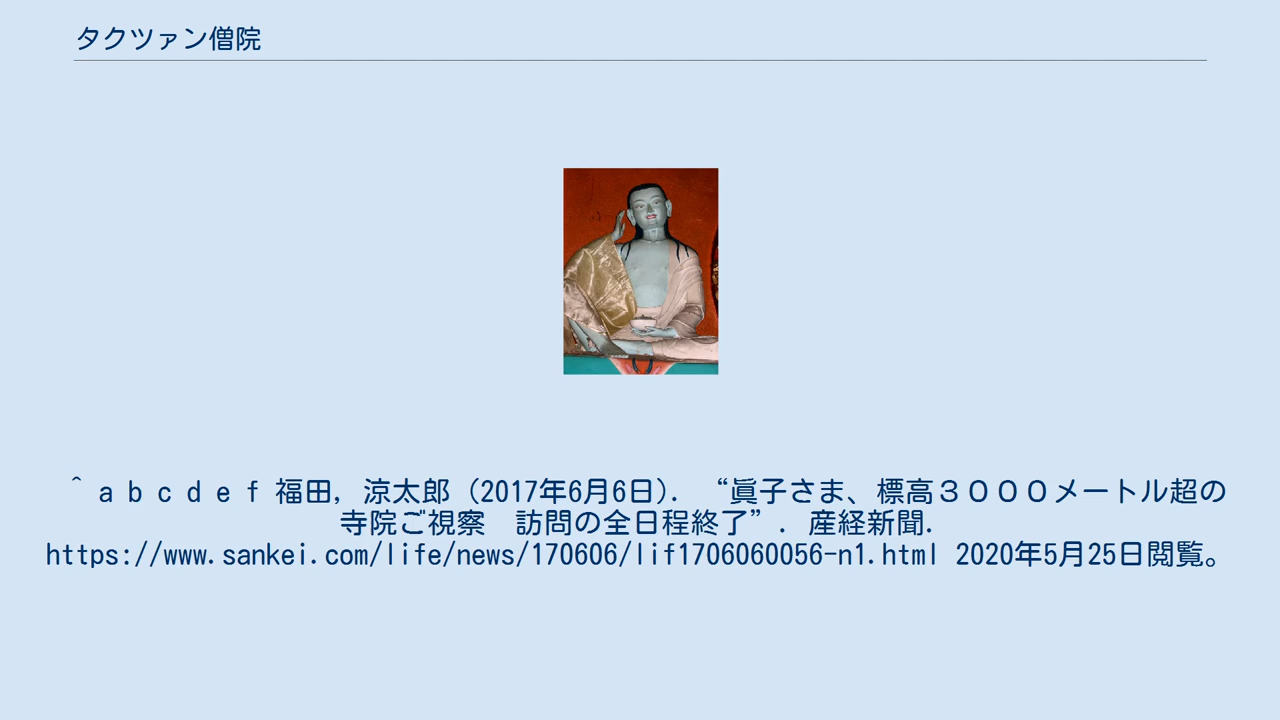 タクツァン僧院
^ a b c d e f 福田, 涼太郎 (2017年6月6日). “眞子さま、標高３０００メートル超の
寺院ご視察　訪問の全日程終了”. 産経新聞.
https://www.sankei.com/life/news/170606/lif1706060056-n1.html 2020年5月25日閲覧。